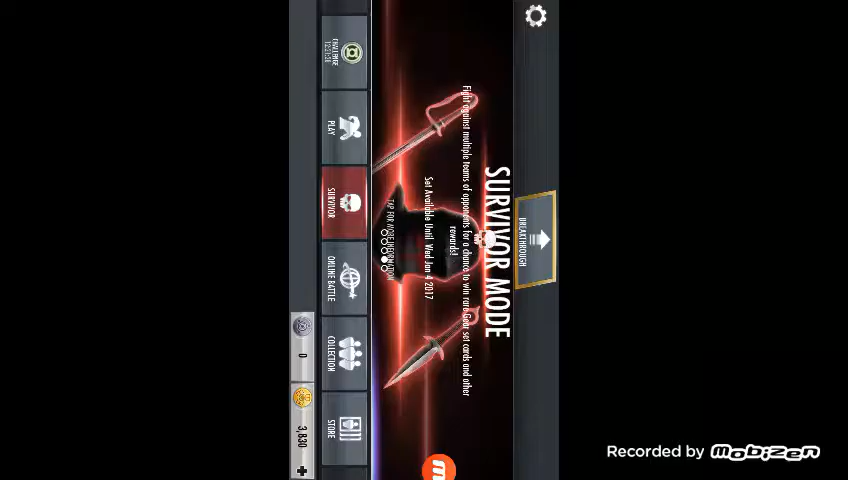 BREAKTHROUGH
SURVIVOR MODE
Fight against multiple teams of opponents for a chance to win rare Gear set cards and other
rewards!
Set Available Until Wed Jan 4 2017
TAP FOR MORE INFORMATION
CHALLENGE
PLAY
SURVIVOR
ONLINE BATTLE
COLLECTION
STORE
0
3,830
+
Recorded by MOBIZEN